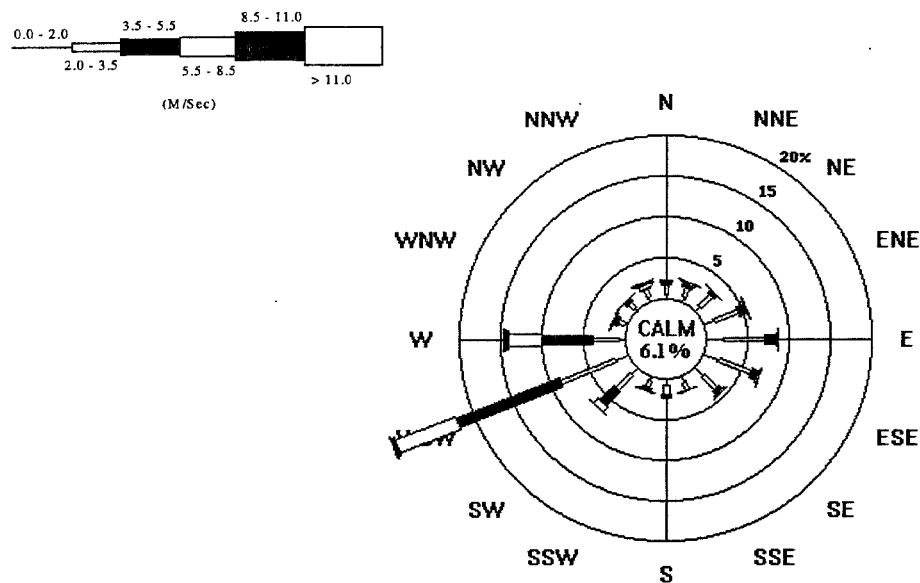 0.0 - 2.0
3.5 - 5.5
8.5 - 11.0
2.0 - 3.5
5.5 - 8.5
> 11.0
(M/Sec)
N
NNW
NNE
NW
20%
NE
15
WNW
10
ENE
5
W
CALM
6.1%
E
ESE
SW
SE
SSW
SSE
S